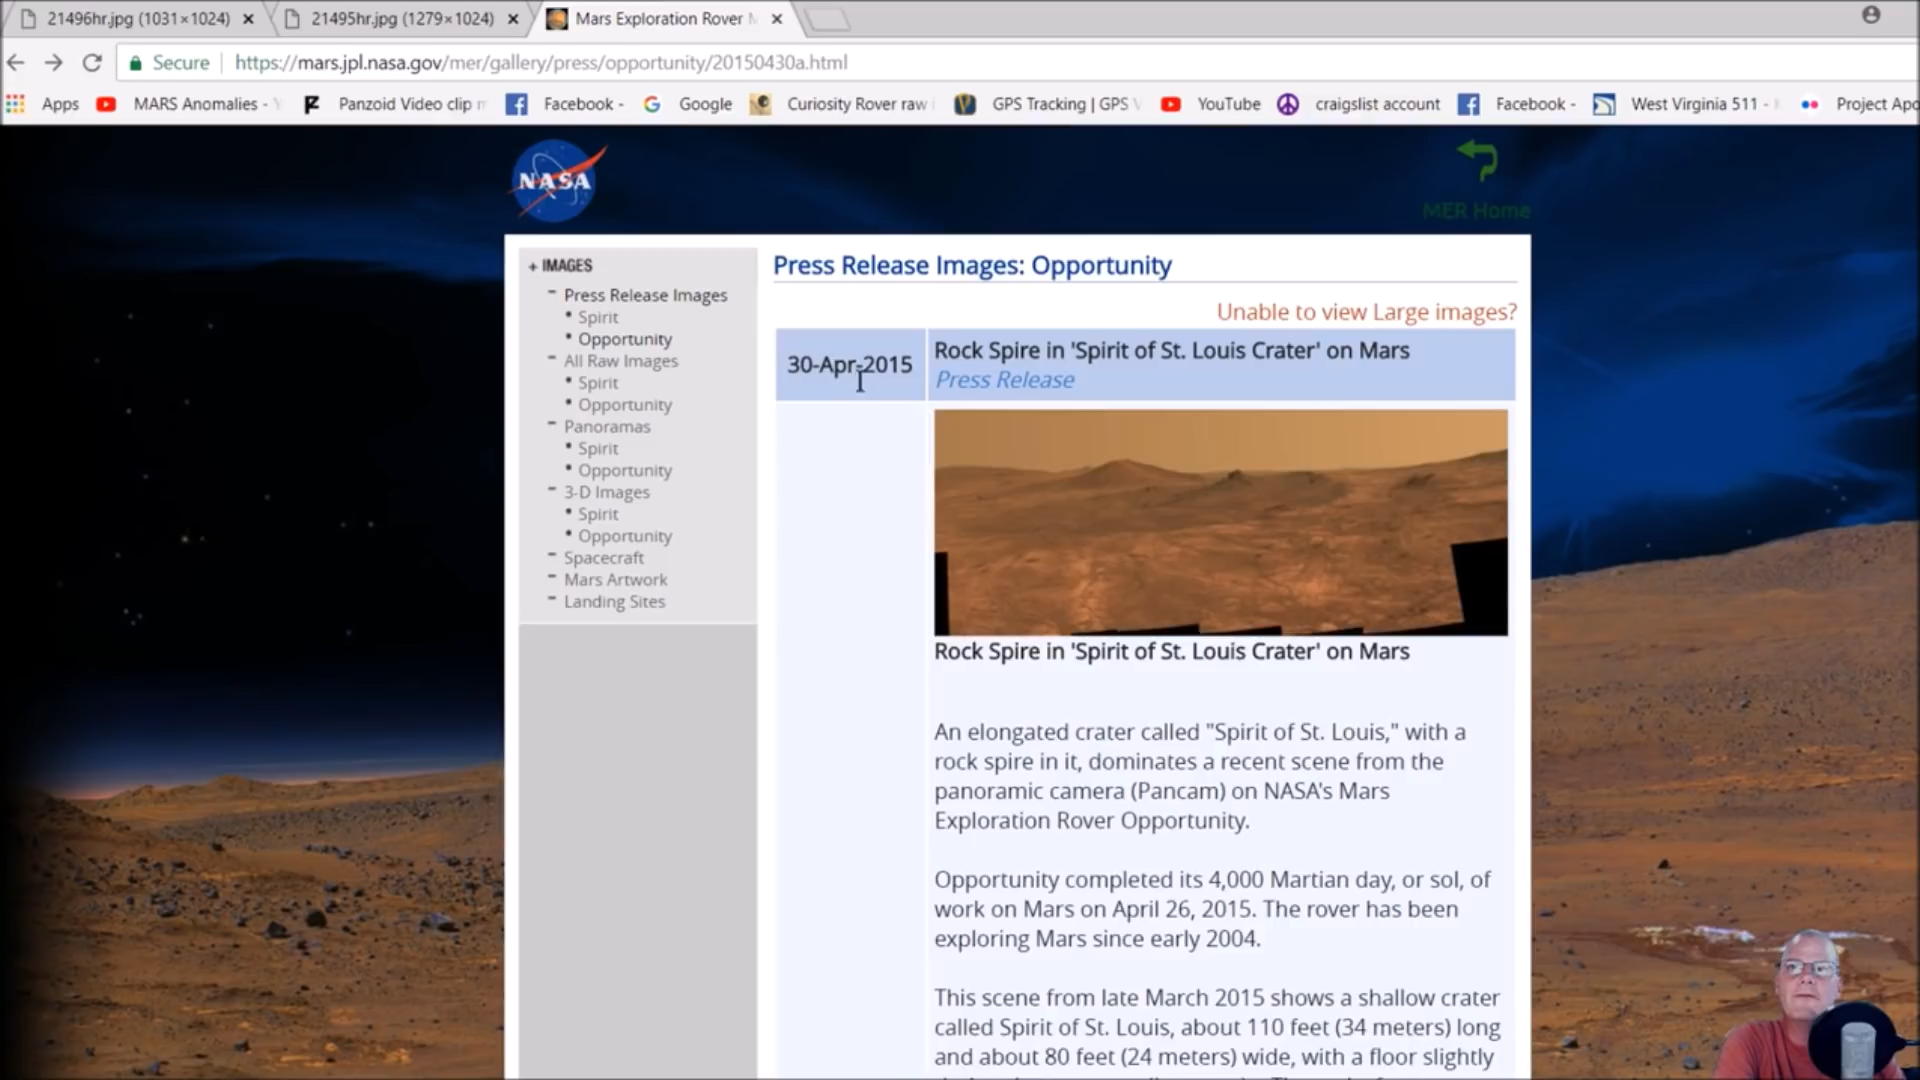 21496hr.jpg (1031×1024)
21495hr.jpg (1279×1024)
Mars Exploration Rover
Secure https://mars.jpl.nasa.gov/mer/gallery/press/opportunity/20150430a.html
Apps MARS Anomalies - Panzoid Video clip Facebook - Google Curiosity Rover raw GPS Tracking | GPS YouTube craigslist account Facebook - West Virginia 511 - Project
NASA
MER Home
+ IMAGES
- Press Release Images
• Spirit
• Opportunity
- All Raw Images
• Spirit
• Opportunity
- Panoramas
• Spirit
• Opportunity
- 3-D Images
• Spirit
• Opportunity
- Spacecraft
- Mars Artwork
- Landing Sites
Press Release Images: Opportunity
Unable to view Large images?
30-Apr-2015
Rock Spire in 'Spirit of St. Louis Crater' on Mars
Press Release
Rock Spire in 'Spirit of St. Louis Crater' on Mars
An elongated crater called "Spirit of St. Louis," with a
rock spire in it, dominates a recent scene from the
panoramic camera (Pancam) on NASA's Mars
Exploration Rover Opportunity.
Opportunity completed its 4,000 Martian day, or sol, of
work on Mars on April 26, 2015. The rover has been
exploring Mars since early 2004.
This scene from late March 2015 shows a shallow crater
called Spirit of St. Louis, about 110 feet (34 meters) long
and about 80 feet (24 meters) wide, with a floor slightly